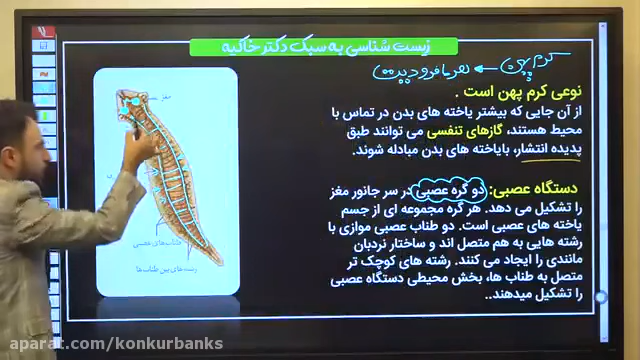 زیست شناسی به سبک دکتر خاکیه
کرم پهن ←
نوعی کرم پهن است .
از آن جایی که بیشتر یاخته های بدن در تماس با
محیط هستند، گازهای تنفسی می توانند طبق
پدیده انتشار، بایاخته های بدن مبادله شوند.
دستگاه عصبی: دو گره عصبی در سر جانور مغز
را تشکیل می دهد. هر گره مجموعه ای از جسم
یاخته های عصبی است. دو طناب عصبی موازی با
رشته هایی به هم متصل اند و ساختار نردبان
مانندی را ایجاد می کنند. رشته های کوچک تر
متصل به طناب ها، بخش محیطی دستگاه عصبی
را تشکیل میدهند..
مغز
طناب‌های عصبی
رشته‌های بین طناب‌ها
aparat.com/konkurbanks